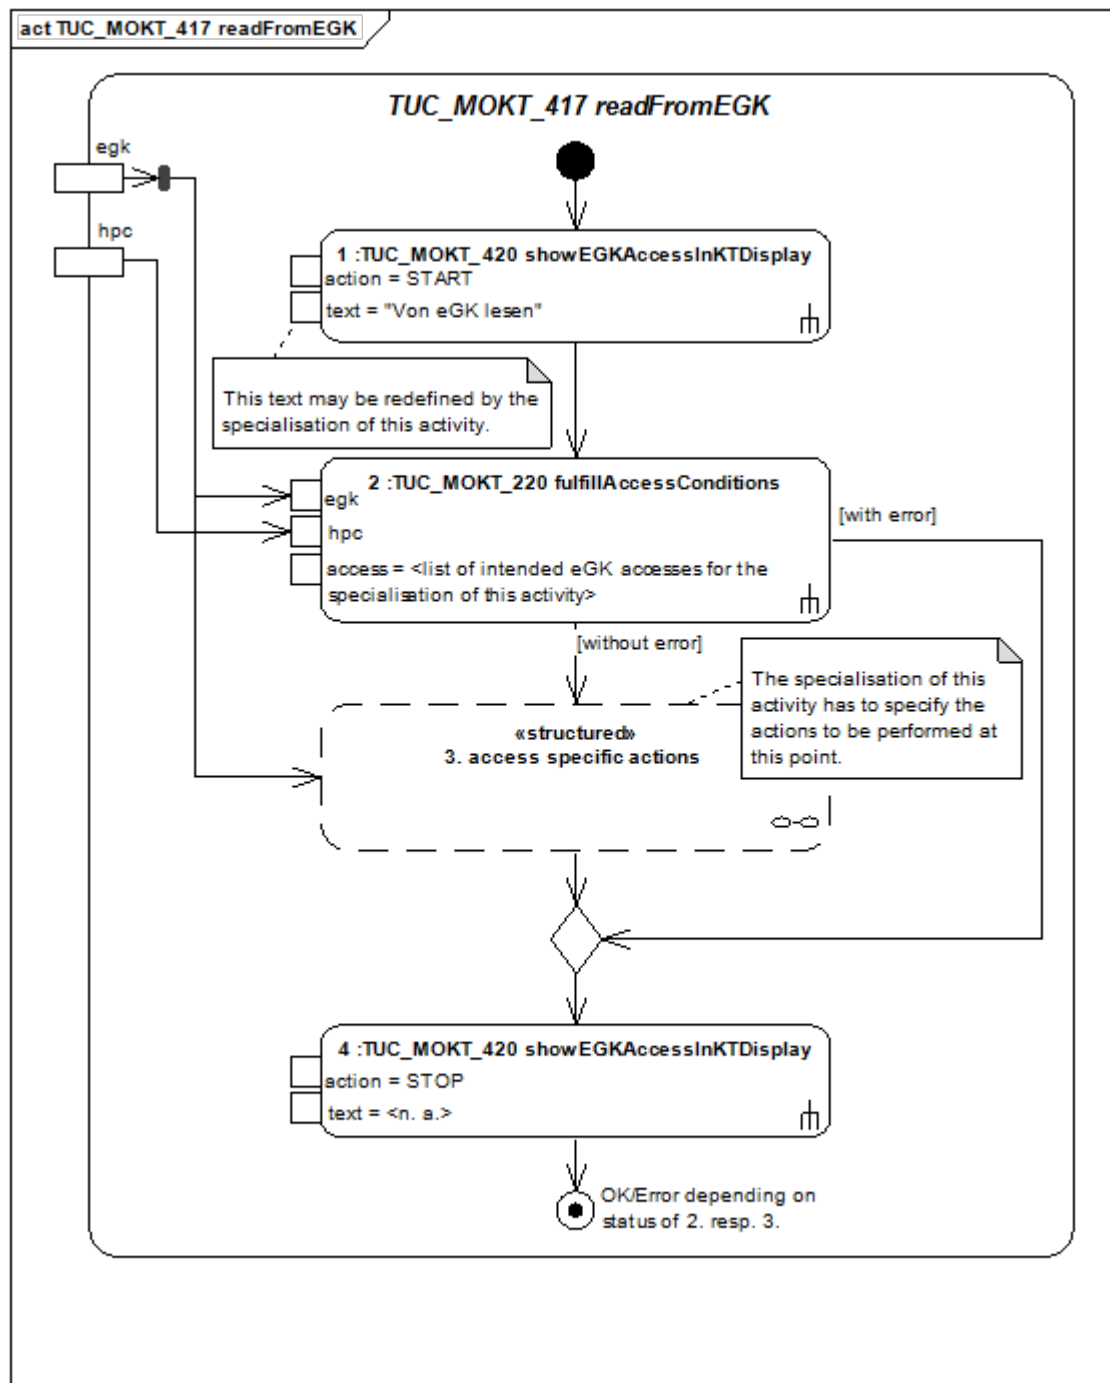 act TUC_MOKT_417 readFromEGK
TUC_MOKT_417 readFromEGK
egk
hpc
1 :TUC_MOKT_420 showEGKAccessInKTDisplay
action = START
text = "Von eGK lesen"
This text may be redefined by the
specialisation of this activity.
2 :TUC_MOKT_220 fulfillAccessConditions
egk
hpc
access = <list of intended eGK accesses for the
specialisation of this activity>
[with error]
[without error]
The specialisation of this
activity has to specify the
actions to be performed at
this point.
«structured»
3. access specific actions
4 :TUC_MOKT_420 showEGKAccessInKTDisplay
action = STOP
text = <n. a.>
OK/Error depending on
status of 2. resp. 3.